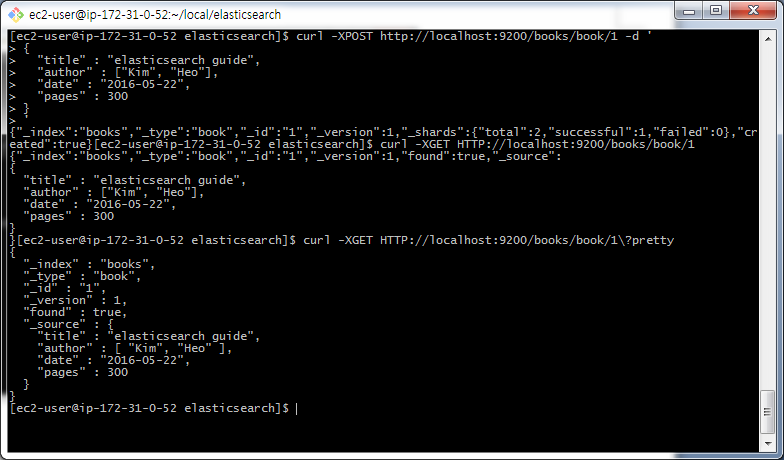 ec2-user@ip-172-31-0-52:~/local/elasticsearch
[ec2-user@ip-172-31-0-52 elasticsearch]$ curl -XPOST http://localhost:9200/books/book/1 -d '
> {
>   "title" : "elasticsearch guide",
>   "author" : ["Kim", "Heo"],
>   "date" : "2016-05-22",
>   "pages" : 300
> }
> '
{"_index":"books","_type":"book","_id":"1","_version":1,"_shards":{"total":2,"successful":1,"failed":0},"cr
eated":true}[ec2-user@ip-172-31-0-52 elasticsearch]$ curl -XGET HTTP://localhost:9200/books/book/1
{"_index":"books","_type":"book","_id":"1","_version":1,"found":true,"_source":
{
  "title" : "elasticsearch guide",
  "author" : ["Kim", "Heo"],
  "date" : "2016-05-22",
  "pages" : 300
}
}[ec2-user@ip-172-31-0-52 elasticsearch]$ curl -XGET HTTP://localhost:9200/books/book/1\?pretty
{
  "_index" : "books",
  "_type" : "book",
  "_id" : "1",
  "_version" : 1,
  "found" : true,
  "_source" : {
    "title" : "elasticsearch guide",
    "author" : [ "Kim", "Heo" ],
    "date" : "2016-05-22",
    "pages" : 300
  }
}
[ec2-user@ip-172-31-0-52 elasticsearch]$